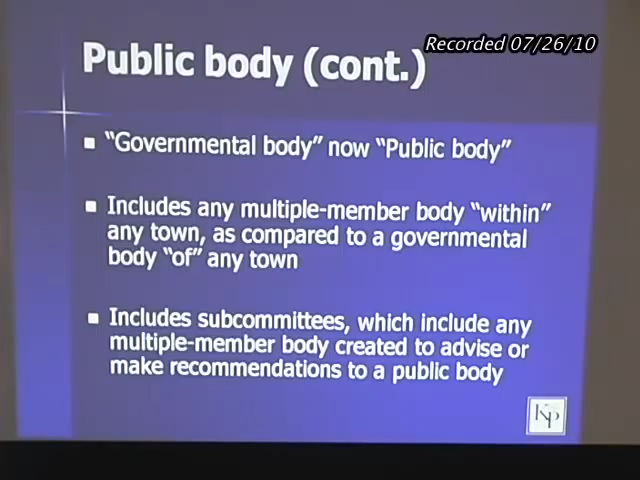 Recorded 07/26/10
Public body (cont.)
■ “Governmental body” now “Public body”
■ Includes any multiple-member body “within”
any town, as compared to a governmental
body “of” any town
■ Includes subcommittees, which include any
multiple-member body created to advise or
make recommendations to a public body
KP